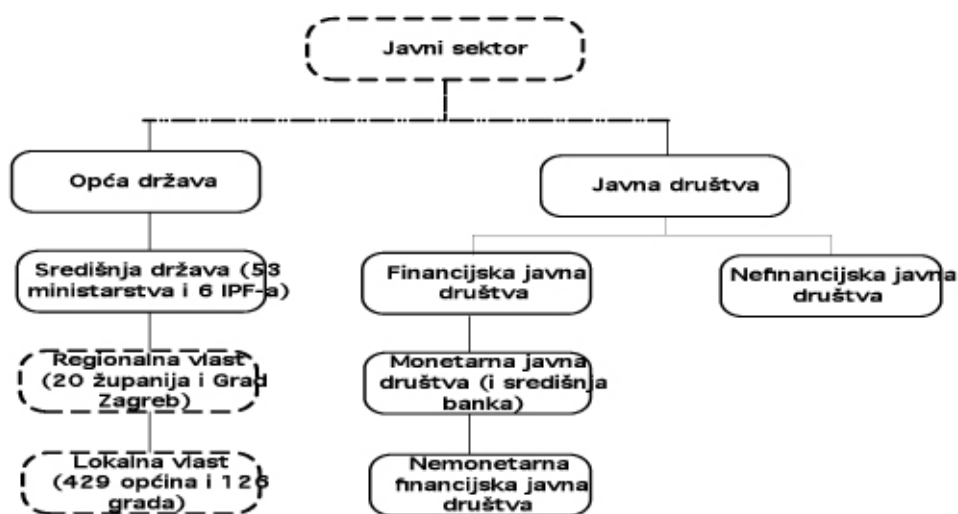 Javni sektor
Opća država
Javna društva
Središnja država (53
ministarstva i 6 IPF-a)
Financijska javna
društva
Nefinancijska javna
društva
Regionalna vlast
(20 županija i Grad
Zagreb)
Monetarna javna
društva (i središnja
banka)
Lokalna vlast
(429 općina i 126
grada)
Nemonetarna
financijska javna
društva